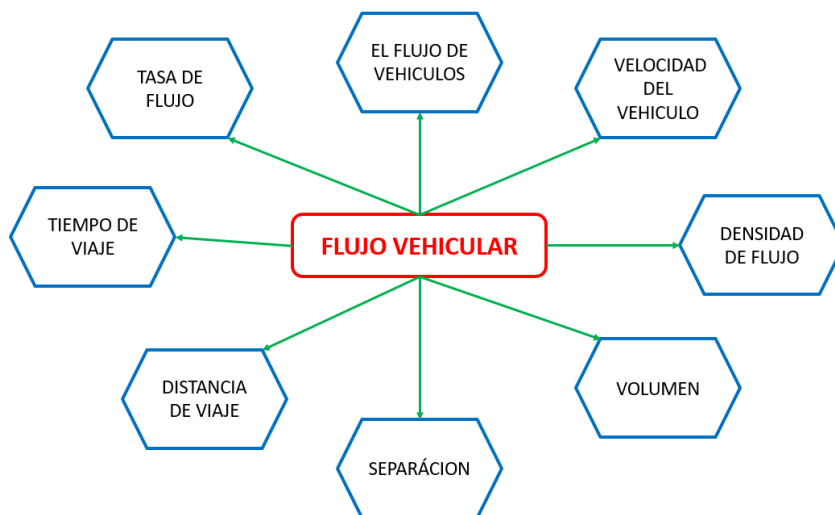 EL FLUJO DE
VEHICULOS
TASA DE
FLUJO
VELOCIDAD
DEL
VEHICULO
TIEMPO DE
VIAJE
FLUJO VEHICULAR
DENSIDAD
DE FLUJO
DISTANCIA
DE VIAJE
VOLUMEN
SEPARÁCION